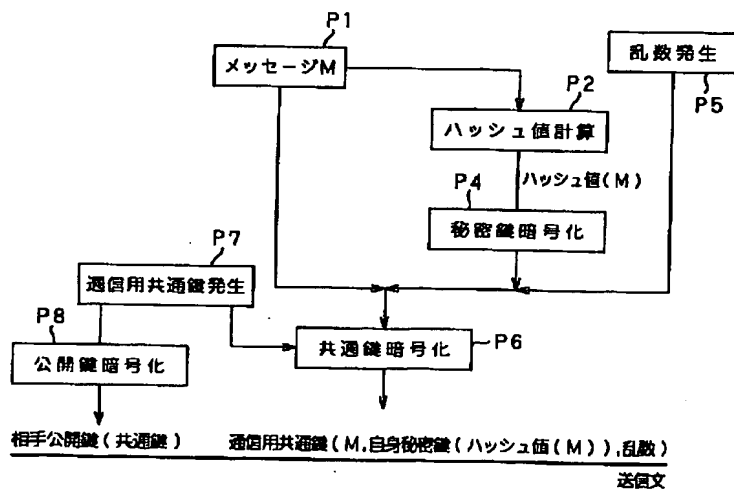 P1
メッセージM
乱数発生
P5
P2
ハッシュ値計算
ハッシュ値(M)
P4
秘密鍵暗号化
P7
通信用共通鍵発生
P8
公開鍵暗号化
共通鍵暗号化
P6
相手公開鍵(共通鍵) 通信用共通鍵(M,自身秘密鍵(ハッシュ値(M)),乱数)
送信文